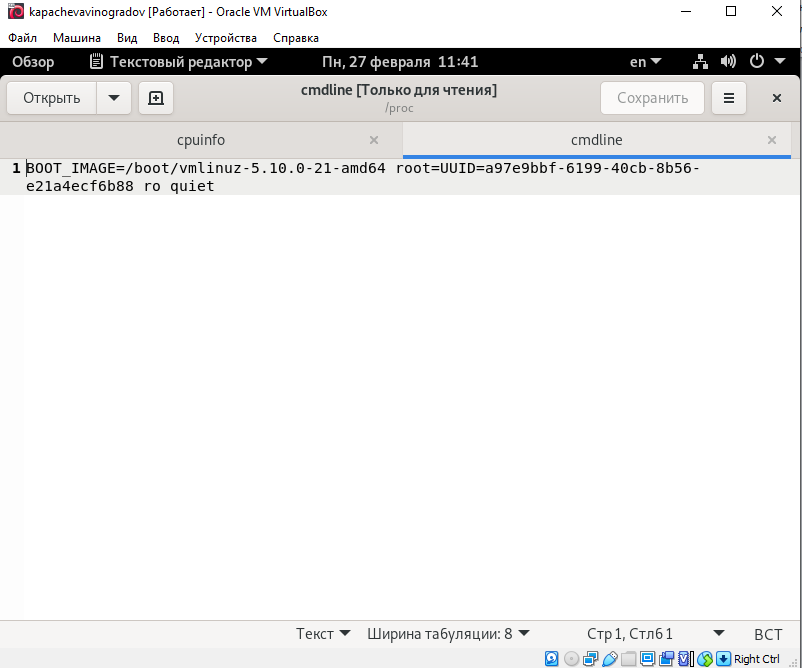 kapachevavinogradov [Работает] - Oracle VM VirtualBox
Файл Машина Вид Ввод Устройства Справка
Обзор Текстовый редактор Пн, 27 февраля 11:41 en
Открыть cmdline [Только для чтения] Сохранить
/proc
cpuinfo cmdline
1 BOOT_IMAGE=/boot/vmlinuz-5.10.0-21-amd64 root=UUID=a97e9bbf-6199-40cb-8b56-
e21a4ecf6b88 ro quiet
Текст Ширина табуляции: 8 Стр 1, Стлб 1 ВСТ
Right Ctrl